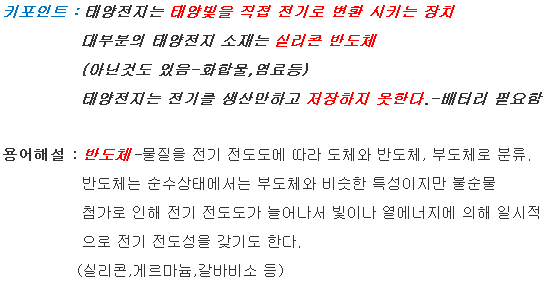 키포인트 : 태양전지는 태양빛을 직접 전기로 변환 시키는 장치
대부분의 태양전지 소재는 실리콘 반도체
(아닌것도 있음-화합물,염료등)
태양전지는 전기를 생산만하고 저장하지 못한다.-배터리 필요함
용어해설 : 반도체-물질을 전기 전도도에 따라 도체와 반도체, 부도체로 분류.
반도체는 순수상태에서는 부도체와 비슷한 특성이지만 불순물
첨가로 인해 전기 전도도가 늘어나서 빛이나 열에너지에 의해 일시적
으로 전기 전도성을 갖기도 한다.
(실리콘,게르마늄,갈바비소 등)